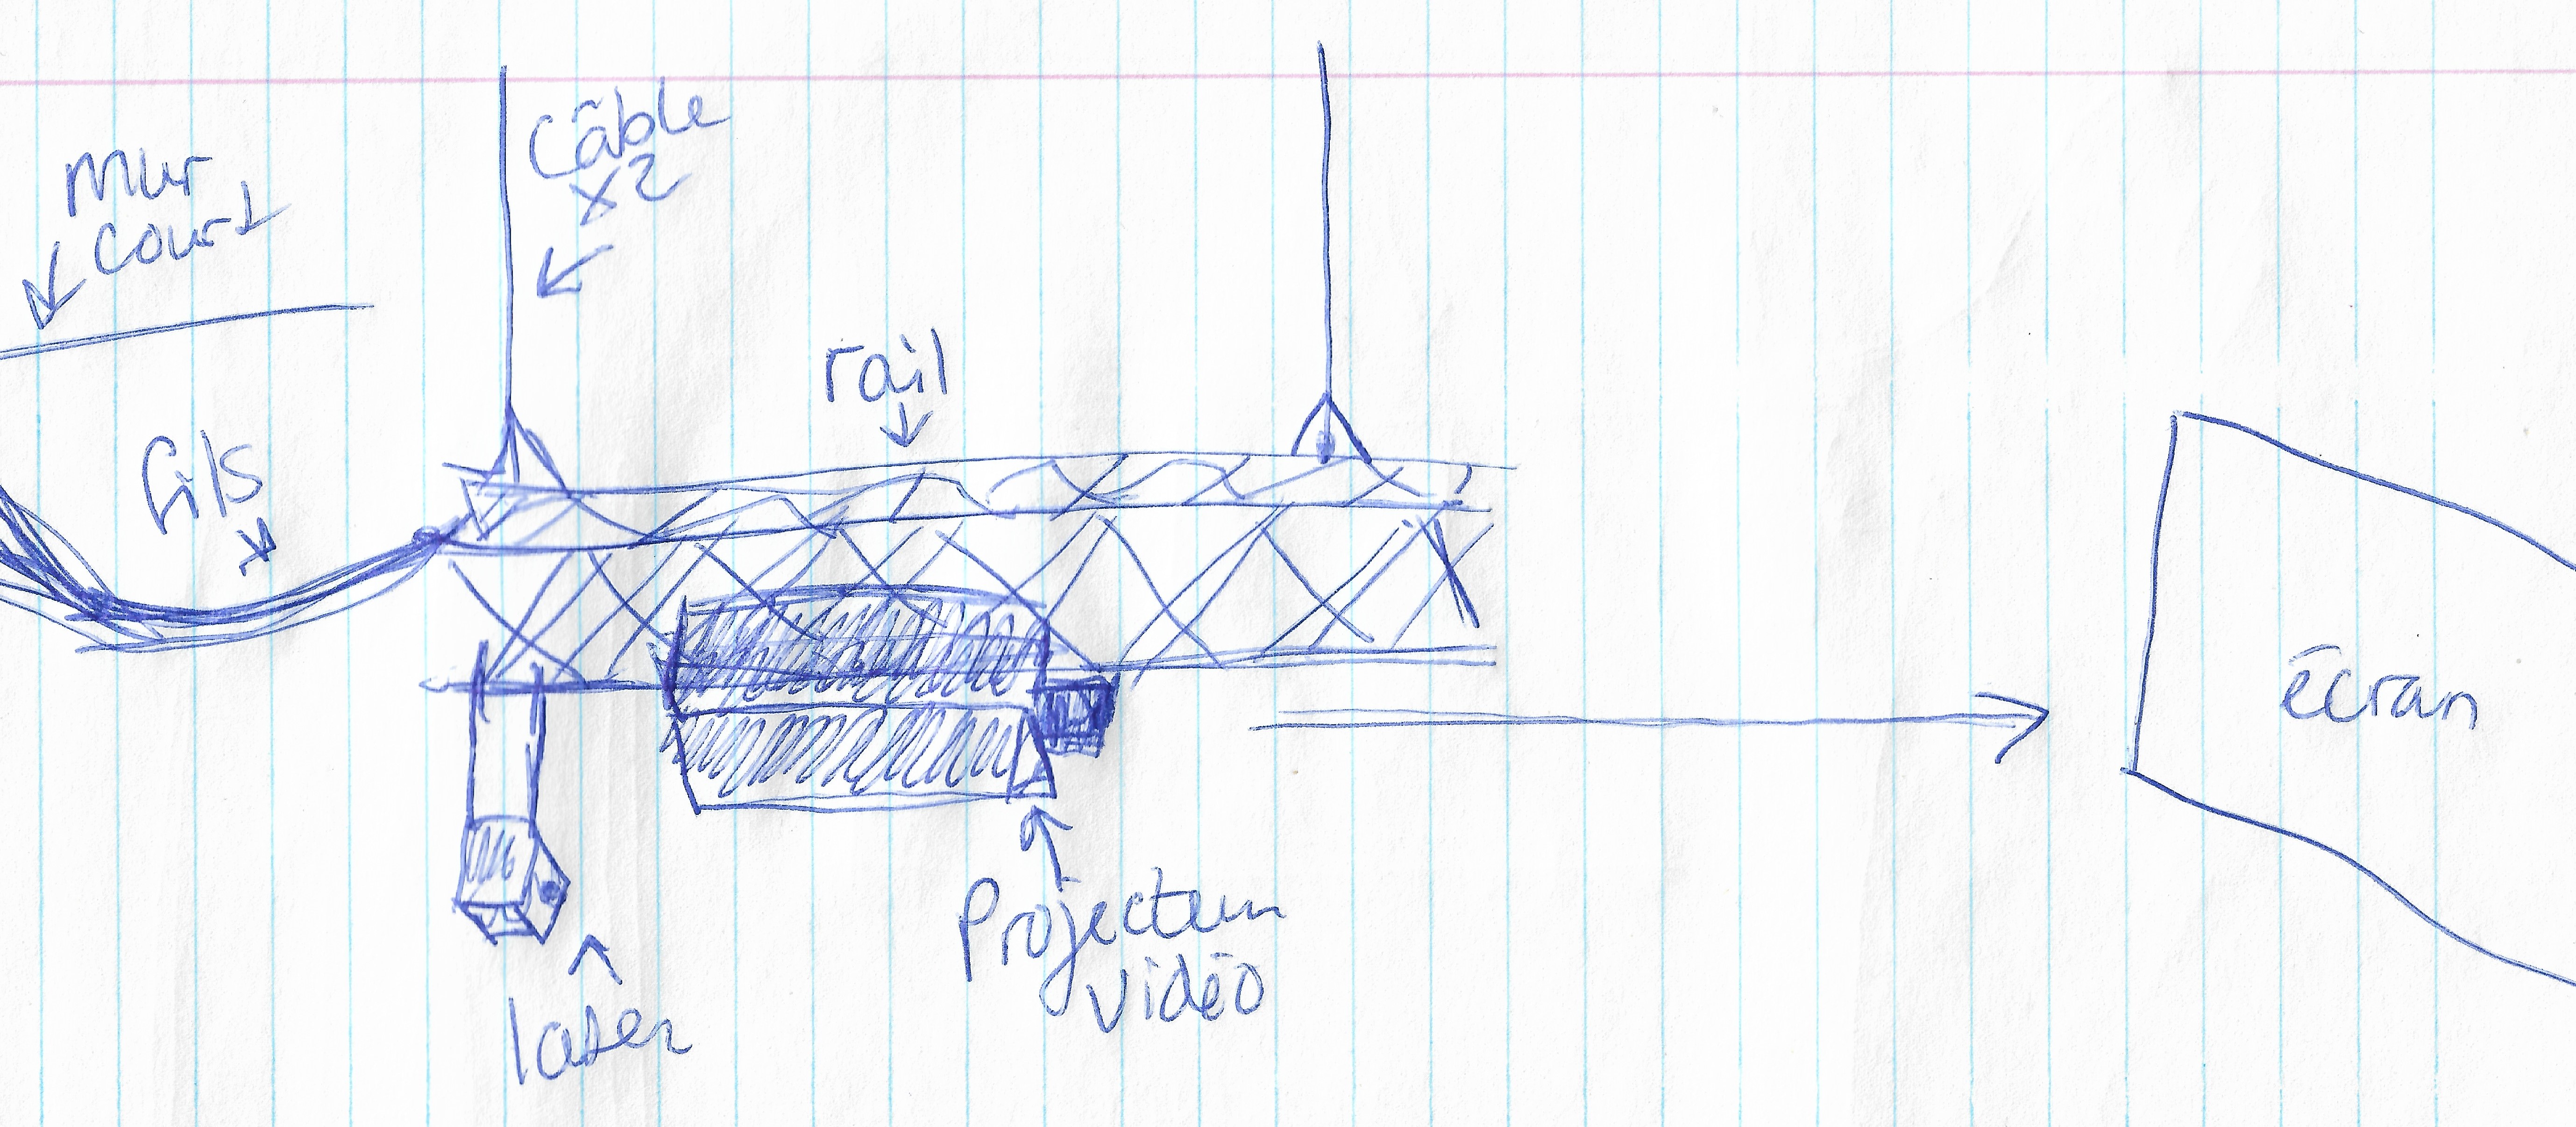 mur
court
câble
x2
rail
fils
écran
projecteur
vidéo
laser